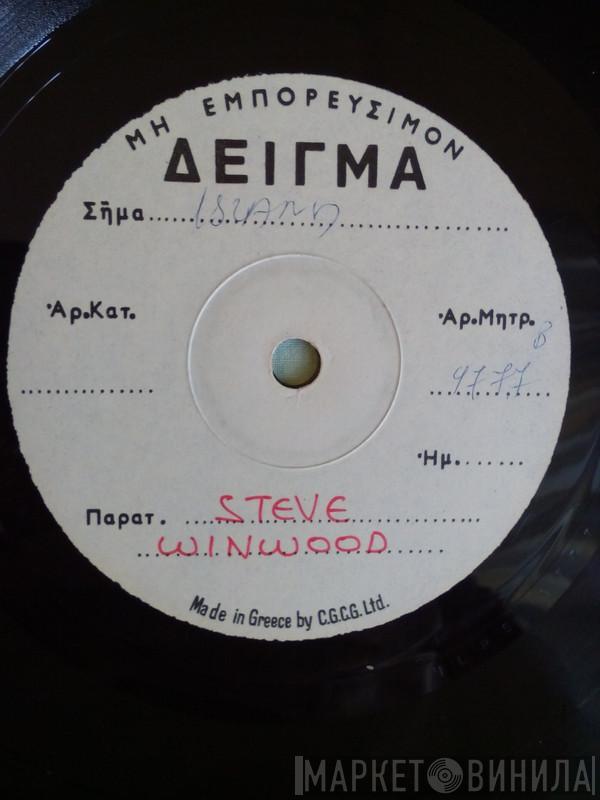 ΜΗ ΕΜΠΟΡΕΥΣΙΜΟΝ
ΔΕΙΓΜΑ
Σῆμα.....ISLAND.....
Ἀρ.Κατ.
Ἀρ.Μητρ.
B
9777
Ἡμ.......
Παρατ. ...STEVE...
...WINWOOD...
Made in Greece by C.G.C.G. Ltd.
ILPS
МАРКЕТ ВИНИЛА